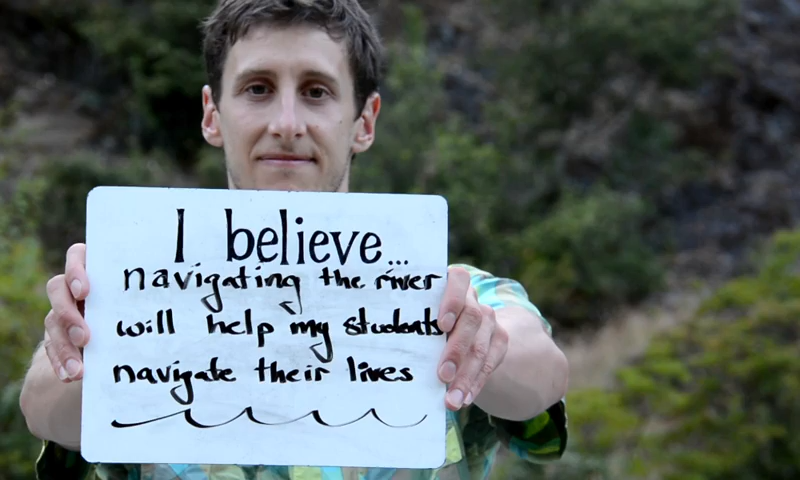 I believe...
navigating the river
will help my students
navigate their lives